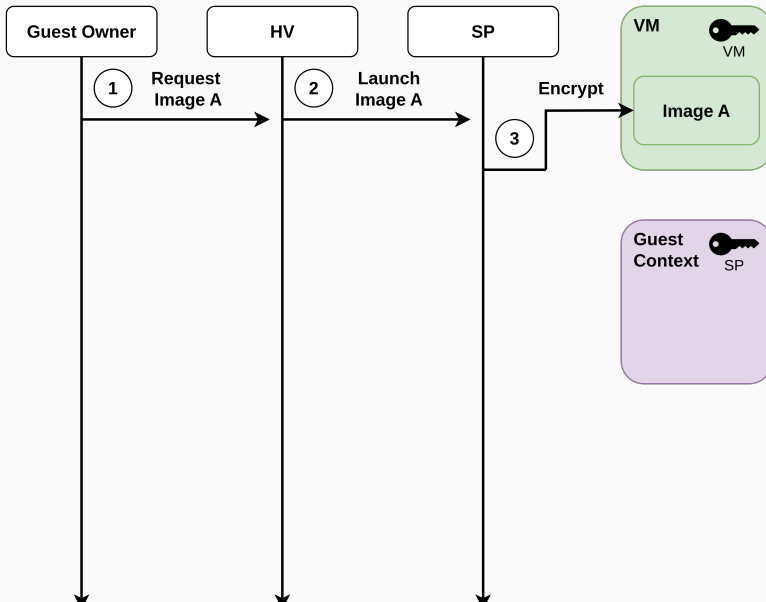 Guest Owner
HV
SP
VM
VM
1
Request
Image A
2
Launch
Image A
3
Encrypt
Image A
Guest
Context
SP